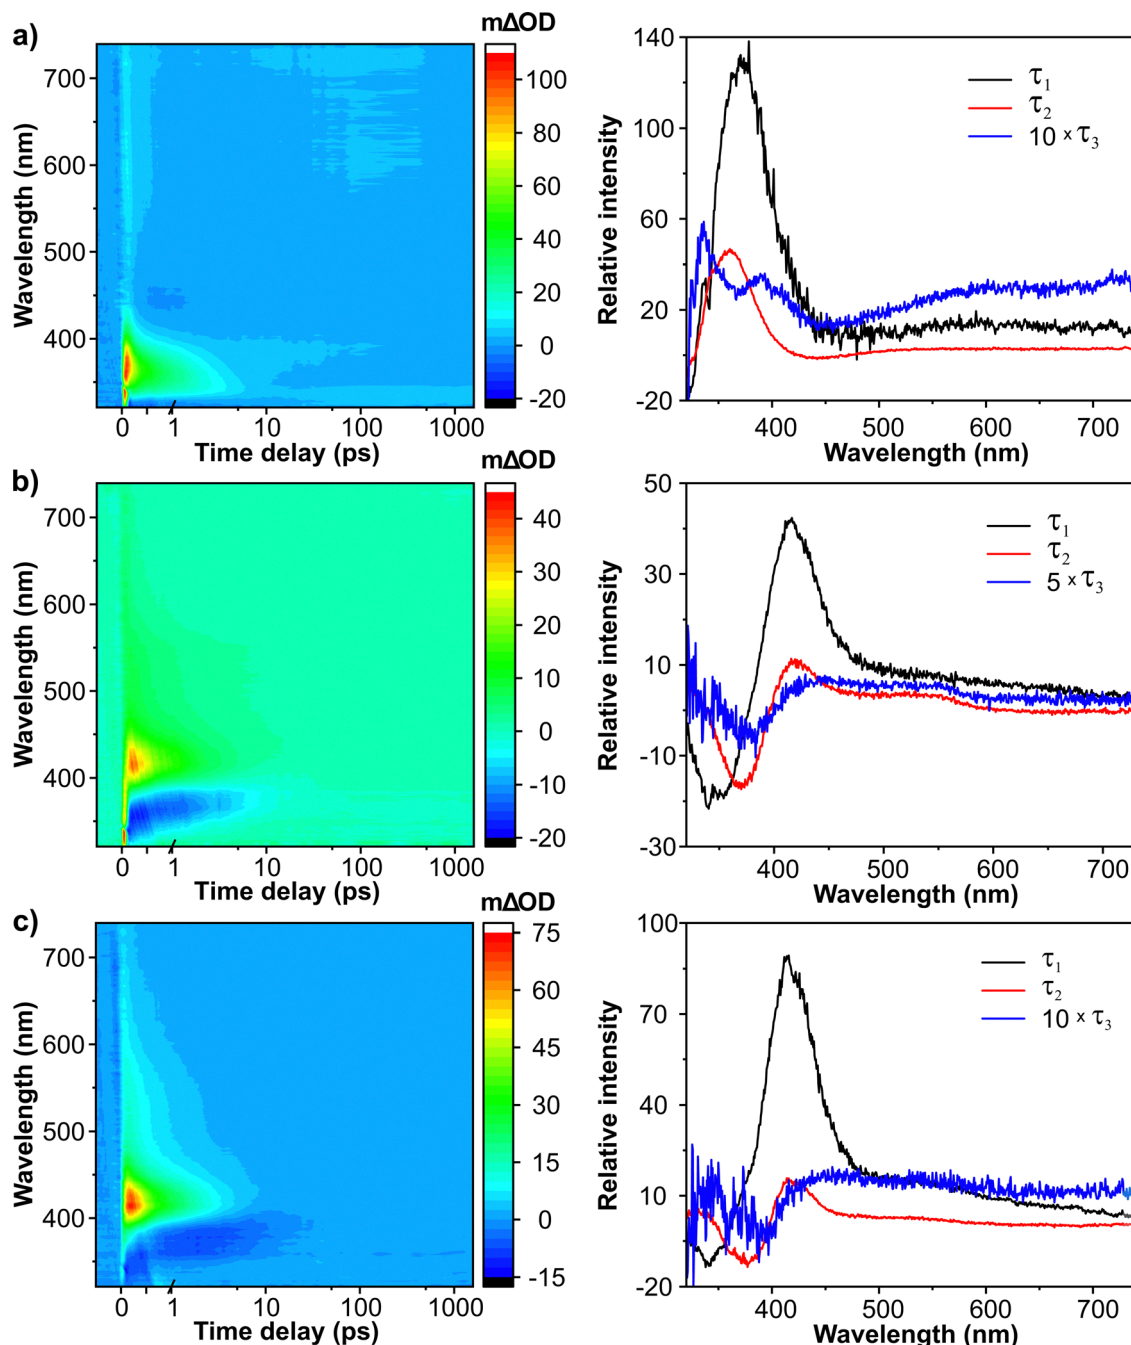 a)
mΔOD
Wavelength (nm)
700
600
500
400
100
80
60
40
20
0
-20
0 1 10 100 1000
Time delay (ps)
Relative intensity
140
100
60
20
-20
τ1
τ2
10 × τ3
400 500 600 700
Wavelength (nm)
b)
mΔOD
Wavelength (nm)
700
600
500
400
40
30
20
10
0
-10
-20
0 1 10 100 1000
Time delay (ps)
Relative intensity
50
30
10
-10
-30
τ1
τ2
5 × τ3
400 500 600 700
Wavelength (nm)
c)
mΔOD
Wavelength (nm)
700
600
500
400
75
60
45
30
15
0
-15
0 1 10 100 1000
Time delay (ps)
Relative intensity
100
70
40
10
-20
τ1
τ2
10 × τ3
400 500 600 700
Wavelength (nm)